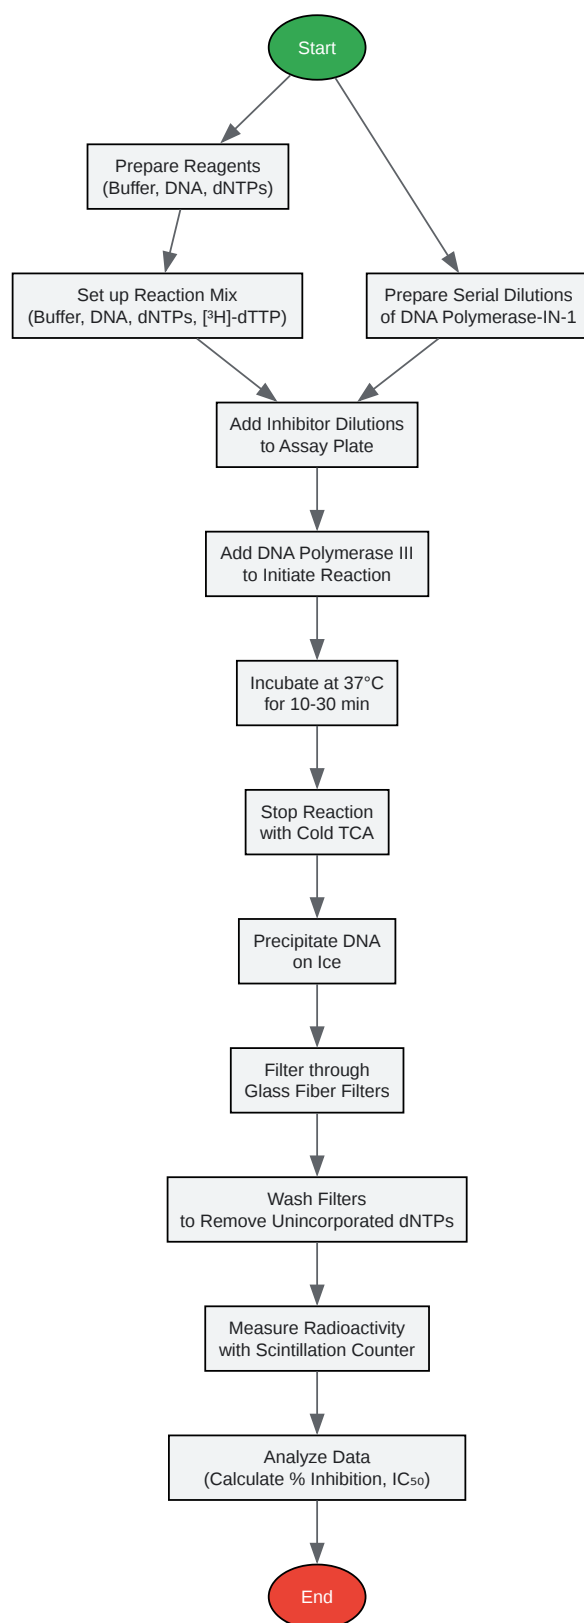 Start
Prepare Reagents
(Buffer, DNA, dNTPs)
Set up Reaction Mix
(Buffer, DNA, dNTPs, [³H]-dTTP)
Prepare Serial Dilutions
of DNA Polymerase-IN-1
Add Inhibitor Dilutions
to Assay Plate
Add DNA Polymerase III
to Initiate Reaction
Incubate at 37°C
for 10-30 min
Stop Reaction
with Cold TCA
Precipitate DNA
on Ice
Filter through
Glass Fiber Filters
Wash Filters
to Remove Unincorporated dNTPs
Measure Radioactivity
with Scintillation Counter
Analyze Data
(Calculate % Inhibition, IC₅₀)
End